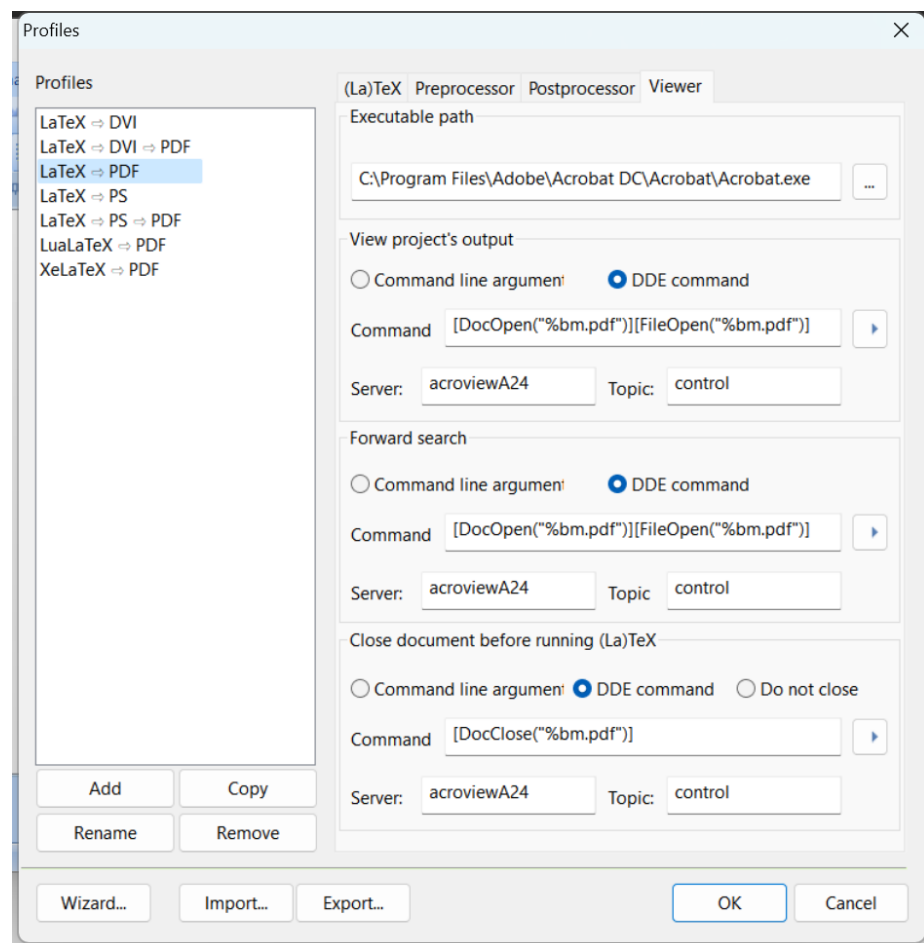 Profiles
Profiles
LaTeX ⇨ DVI
LaTeX ⇨ DVI ⇨ PDF
LaTeX ⇨ PDF
LaTeX ⇨ PS
LaTeX ⇨ PS ⇨ PDF
LuaLaTeX ⇨ PDF
XeLaTeX ⇨ PDF
Add Copy
Rename Remove
(La)TeX Preprocessor Postprocessor Viewer
Executable path
C:\Program Files\Adobe\Acrobat DC\Acrobat\Acrobat.exe ...
View project's output
Command line argument DDE command
Command [DocOpen("%bm.pdf")][FileOpen("%bm.pdf")]
Server: acroviewA24 Topic: control
Forward search
Command line argument DDE command
Command [DocOpen("%bm.pdf")][FileOpen("%bm.pdf")]
Server: acroviewA24 Topic control
Close document before running (La)TeX
Command line argument DDE command Do not close
Command [DocClose("%bm.pdf")]
Server: acroviewA24 Topic: control
Wizard... Import... Export... OK Cancel